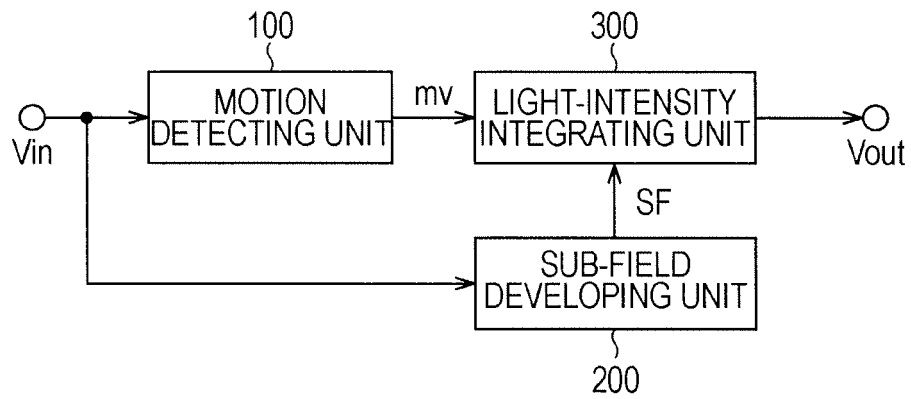 100
300
MOTION
DETECTING UNIT
mv
LIGHT-INTENSITY
INTEGRATING UNIT
Vin
Vout
SF
SUB-FIELD
DEVELOPING UNIT
200